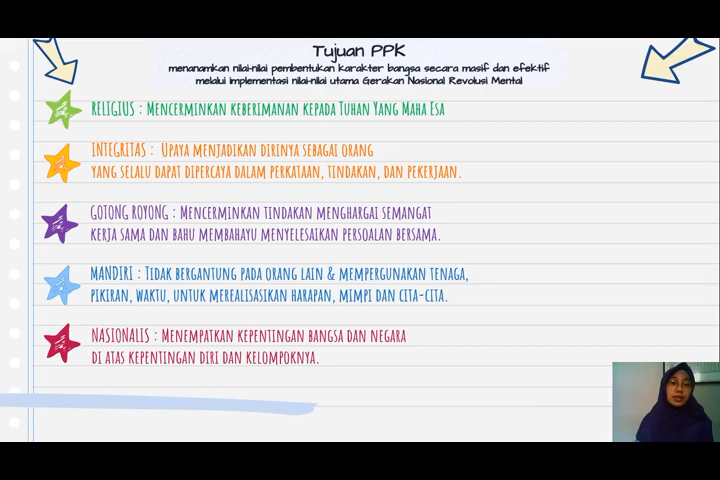 Tujuan PPK
menanamkan nilai-nilai pembentukan karakter bangsa secara masif dan efektif
melalui implementasi nilai-nilai utama Gerakan Nasional Revolusi Mental
RELIGIUS : MENCERMINKAN KEBERIMANAN KEPADA TUHAN YANG MAHA ESA
INTEGRITAS : UPAYA MENJADIKAN DIRINYA SEBAGAI ORANG
YANG SELALU DAPAT DIPERCAYA DALAM PERKATAAN, TINDAKAN, DAN PEKERJAAN.
GOTONG ROYONG : MENCERMINKAN TINDAKAN MENGHARGAI SEMANGAT
KERJA SAMA DAN BAHU MEMBAHAYU MENYELESAIKAN PERSOALAN BERSAMA.
MANDIRI : TIDAK BERGANTUNG PADA ORANG LAIN & MEMPERGUNAKAN TENAGA,
PIKIRAN, WAKTU, UNTUK MEREALISASIKAN HARAPAN, MIMPI DAN CITA-CITA.
NASIONALIS : MENEMPATKAN KEPENTINGAN BANGSA DAN NEGARA
DI ATAS KEPENTINGAN DIRI DAN KELOMPOKNYA.